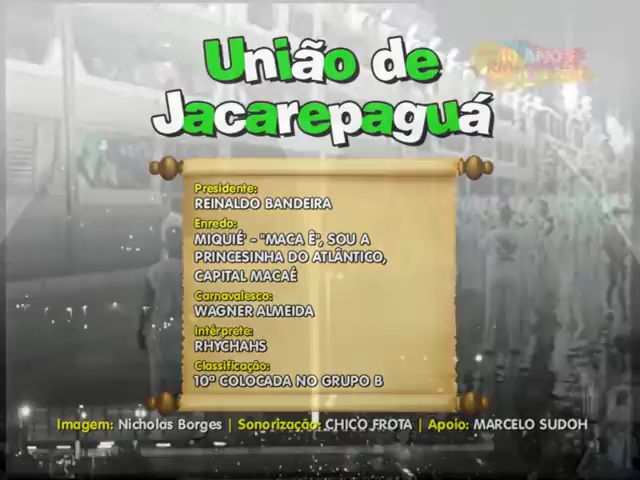 União de
Jacarepaguá
Presidente:
REINALDO BANDEIRA
Enredo:
MIQUIÉ' - "MACA Ê", SOU A
PRINCESINHA DO ATLÂNTICO,
CAPITAL MACAÉ
Carnavalesco:
WAGNER ALMEIDA
Intérprete:
RHYCHAHS
Classificação:
10ª COLOCADA NO GRUPO B
Imagem: Nicholas Borges | Sonorização: CHICO FROTA | Apoio: MARCELO SUDOH